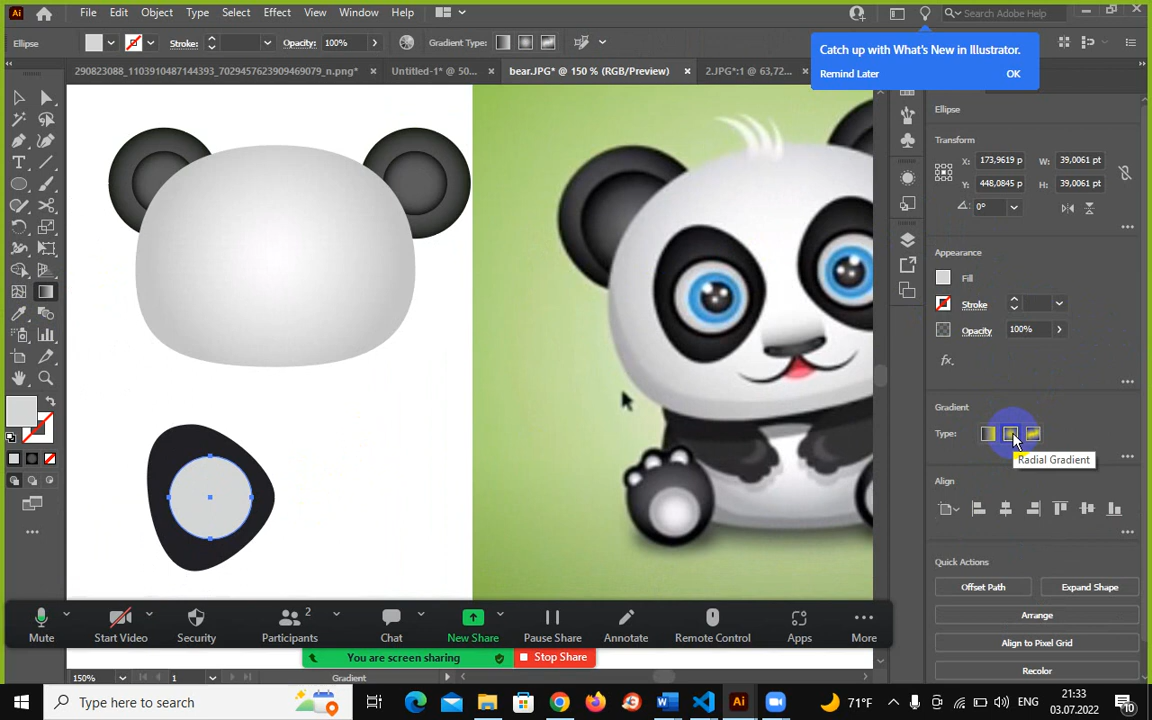 Ai File Edit Object Type Select Effect View Window Help Search Adobe Help
Ellipse Stroke: Opacity: 100% Gradient Type:
Catch up with What's New in Illustrator.
Remind Later OK
290823088_1103910487144393_7029457623909469079_n.png* × Untitled-1* @ 50... × bear.JPG* @ 150 % (RGB/Preview) × 2.JPG*:1 @ 63,72...
Ellipse
Transform
X: 173,9619 p W: 39,0061 pt
Y: 448,0845 p H: 39,0061 pt
0°
Appearance
Fill
Stroke
Opacity 100%
fx.
Gradient
Type:
Radial Gradient
Align
Quick Actions
Offset Path Expand Shape
Arrange
Align to Pixel Grid
Recolor
2
Mute Start Video Security Participants Chat New Share Pause Share Annotate Remote Control Apps More
You are screen sharing Stop Share
150% 1 Gradient
Type here to search Ai 71°F ENG 21:33
03.07.2022 10